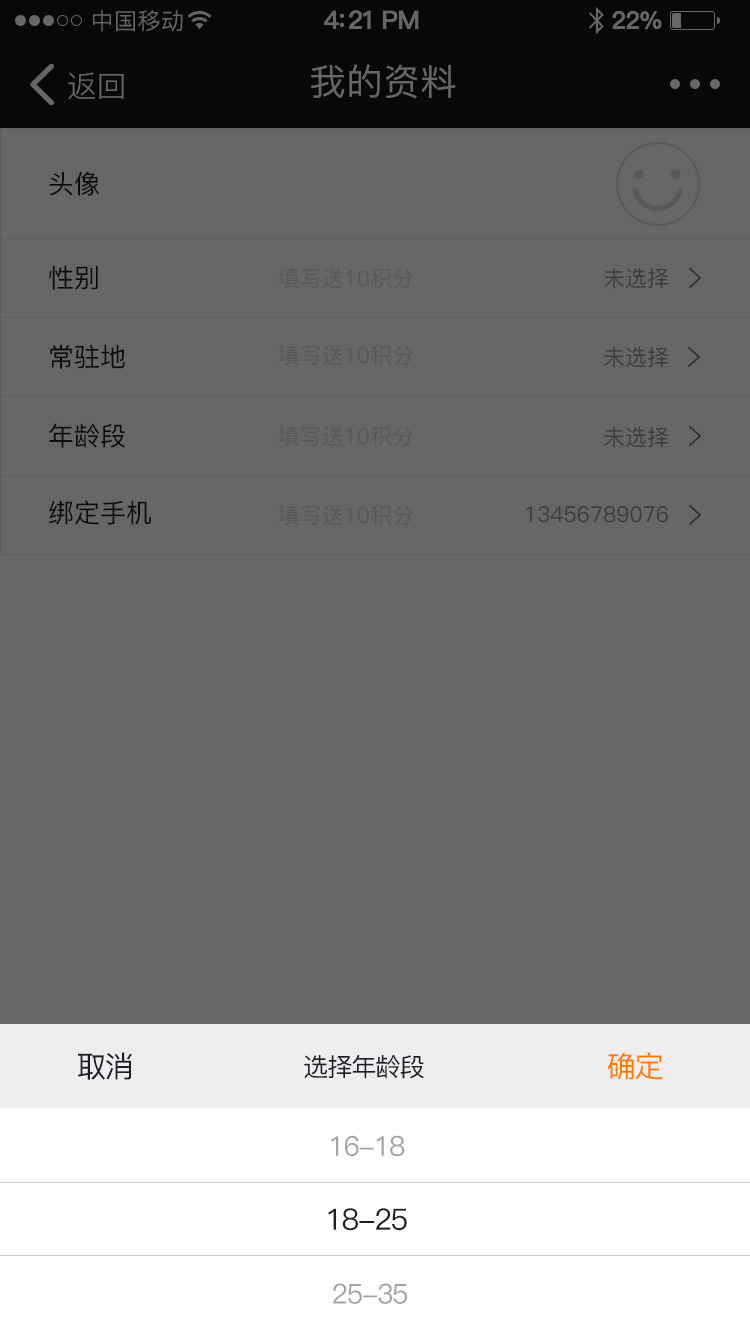 中国移动 4:21 PM 22%
返回 我的资料
头像
性别 填写送10积分 未选择
常驻地 填写送10积分 未选择
年龄段 填写送10积分 未选择
绑定手机 填写送10积分 13456789076
取消 选择年龄段 确定
16–18
18–25
25–35